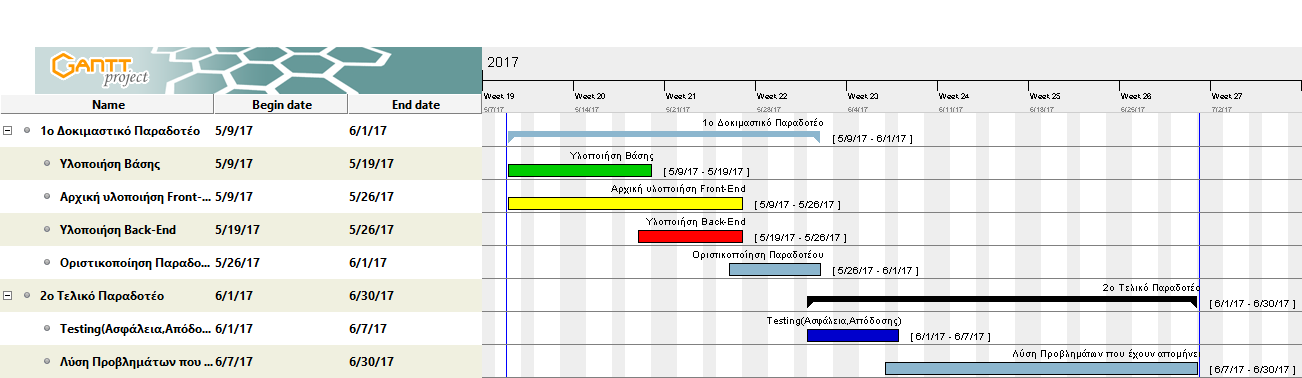 GANTT
project
2017
Name Begin date End date
Week 19 Week 20 Week 21 Week 22 Week 23 Week 24 Week 25 Week 26 Week 27
5/7/17 5/14/17 5/21/17 5/28/17 6/4/17 6/11/17 6/18/17 6/25/17 7/2/17
1ο Δοκιμαστικό Παραδοτέο 5/9/17 6/1/17
1ο Δοκιμαστικό Παραδοτέο
[ 5/9/17 - 6/1/17 ]
Υλοποιήση Βάσης 5/9/17 5/19/17
Υλοποιήση Βάσης
[ 5/9/17 - 5/19/17 ]
Αρχική υλοποιήση Front-... 5/9/17 5/26/17
Αρχική υλοποιήση Front-End
[ 5/9/17 - 5/26/17 ]
Υλοποιήση Back-End 5/19/17 5/26/17
Υλοποιήση Back-End
[ 5/19/17 - 5/26/17 ]
Οριστικοποίηση Παραδο... 5/26/17 6/1/17
Οριστικοποίηση Παραδοτέου
[ 5/26/17 - 6/1/17 ]
2ο Τελικό Παραδοτέο 6/1/17 6/30/17
2ο Τελικό Παραδοτέο
[ 6/1/17 - 6/30/17 ]
Testing(Ασφάλεια,Απόδο... 6/1/17 6/7/17
Testing(Ασφάλεια,Απόδοσης)
[ 6/1/17 - 6/7/17 ]
Λύση Προβλημάτων που ... 6/7/17 6/30/17
Λύση Προβλημάτων που έχουν απομήνε
[ 6/7/17 - 6/30/17 ]